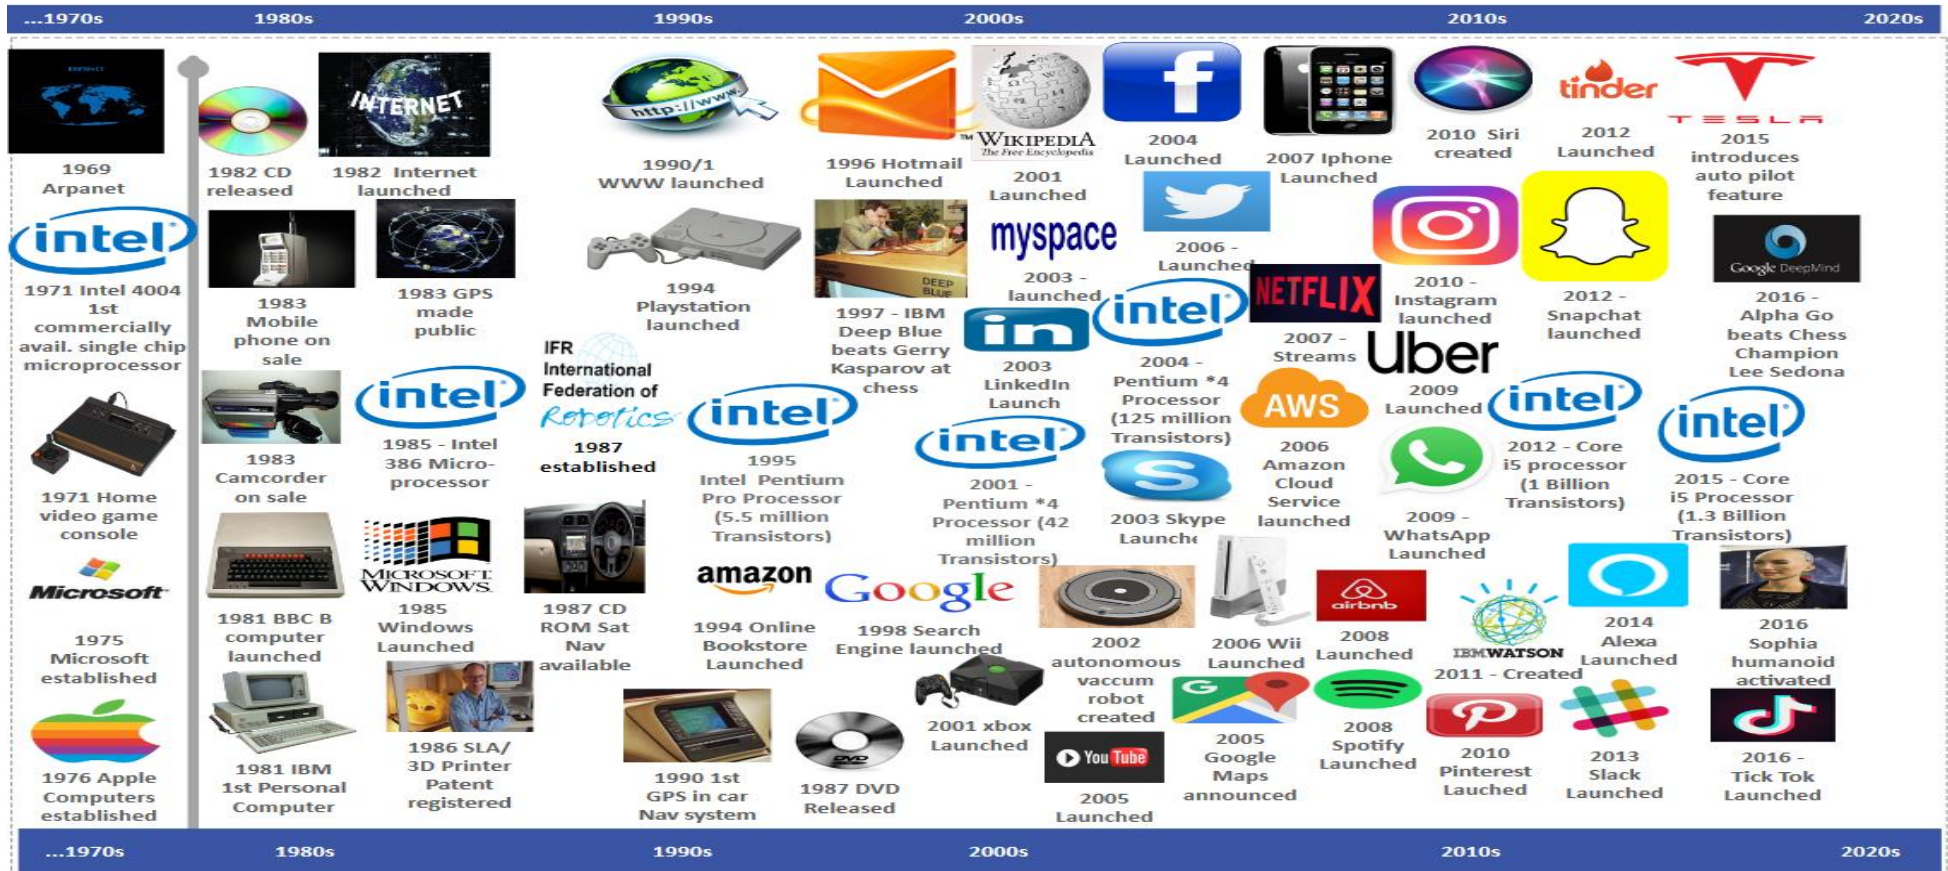 ...1970s
1980s
1990s
2000s
2010s
2020s
1969
Arpanet
intel
1971 Intel 4004
1st
commercially
avail. single chip
microprocessor
1971 Home
video game
console
Microsoft
1975
Microsoft
established
1976 Apple
Computers
established
1982 CD
released
INTERNET
1982 Internet
launched
1983
Mobile
phone on
sale
1983 GPS
made
public
1983
Camcorder
on sale
intel
1985 - Intel
386 Micro-
processor
1981 BBC B
computer
launched
MICROSOFT
WINDOWS
1985
Windows
Launched
1981 IBM
1st Personal
Computer
1986 SLA/
3D Printer
Patent
registered
IFR
International
Federation of
Robotics
1987
established
1987 CD
ROM Sat
Nav
available
http://www.
1990/1
WWW launched
1994
Playstation
launched
intel
1995
Intel Pentium
Pro Processor
(5.5 million
Transistors)
amazon
1994 Online
Bookstore
Launched
1990 1st
GPS in car
Nav system
1996 Hotmail
Launched
DEEP
BLUE
1997 - IBM
Deep Blue
beats Gerry
Kasparov at
chess
Google
1998 Search
Engine launched
DVD
1987 DVD
Released
WIKIPEDIA
The Free Encyclopedia
2001
Launched
myspace
2003 -
launched
in
2003
LinkedIn
Launch
intel
2001 -
Pentium *4
Processor (42
million
Transistors)
2001 xbox
Launched
f
2004
Launched
2006 -
Launched
intel
2004 -
Pentium *4
Processor
(125 million
Transistors)
S
2003 Skype
Launche
2002
autonomous
vaccum
robot
created
YouTube
2005
Launched
2007 Iphone
Launched
NETFLIX
2007 -
Streams
AWS
2006
Amazon
Cloud
Service
launched
2006 Wii
Launched
G
2005
Google
Maps
announced
airbnb
2008
Launched
2008
Spotify
Launched
2010 Siri
created
2010 -
Instagram
launched
Uber
2009
Launched
2009 -
WhatsApp
Launched
IBMWATSON
2011 - Created
2010
Pinterest
Lauched
tinder
2012
Launched
2012 -
Snapchat
launched
intel
2012 - Core
i5 processor
(1 Billion
Transistors)
2014
Alexa
Launched
2013
Slack
Launched
TESLA
2015
introduces
auto pilot
feature
Google DeepMind
2016 -
Alpha Go
beats Chess
Champion
Lee Sedona
intel
2015 - Core
i5 Processor
(1.3 Billion
Transistors)
2016
Sophia
humanoid
activated
2016 -
Tick Tok
Launched
...1970s
1980s
1990s
2000s
2010s
2020s